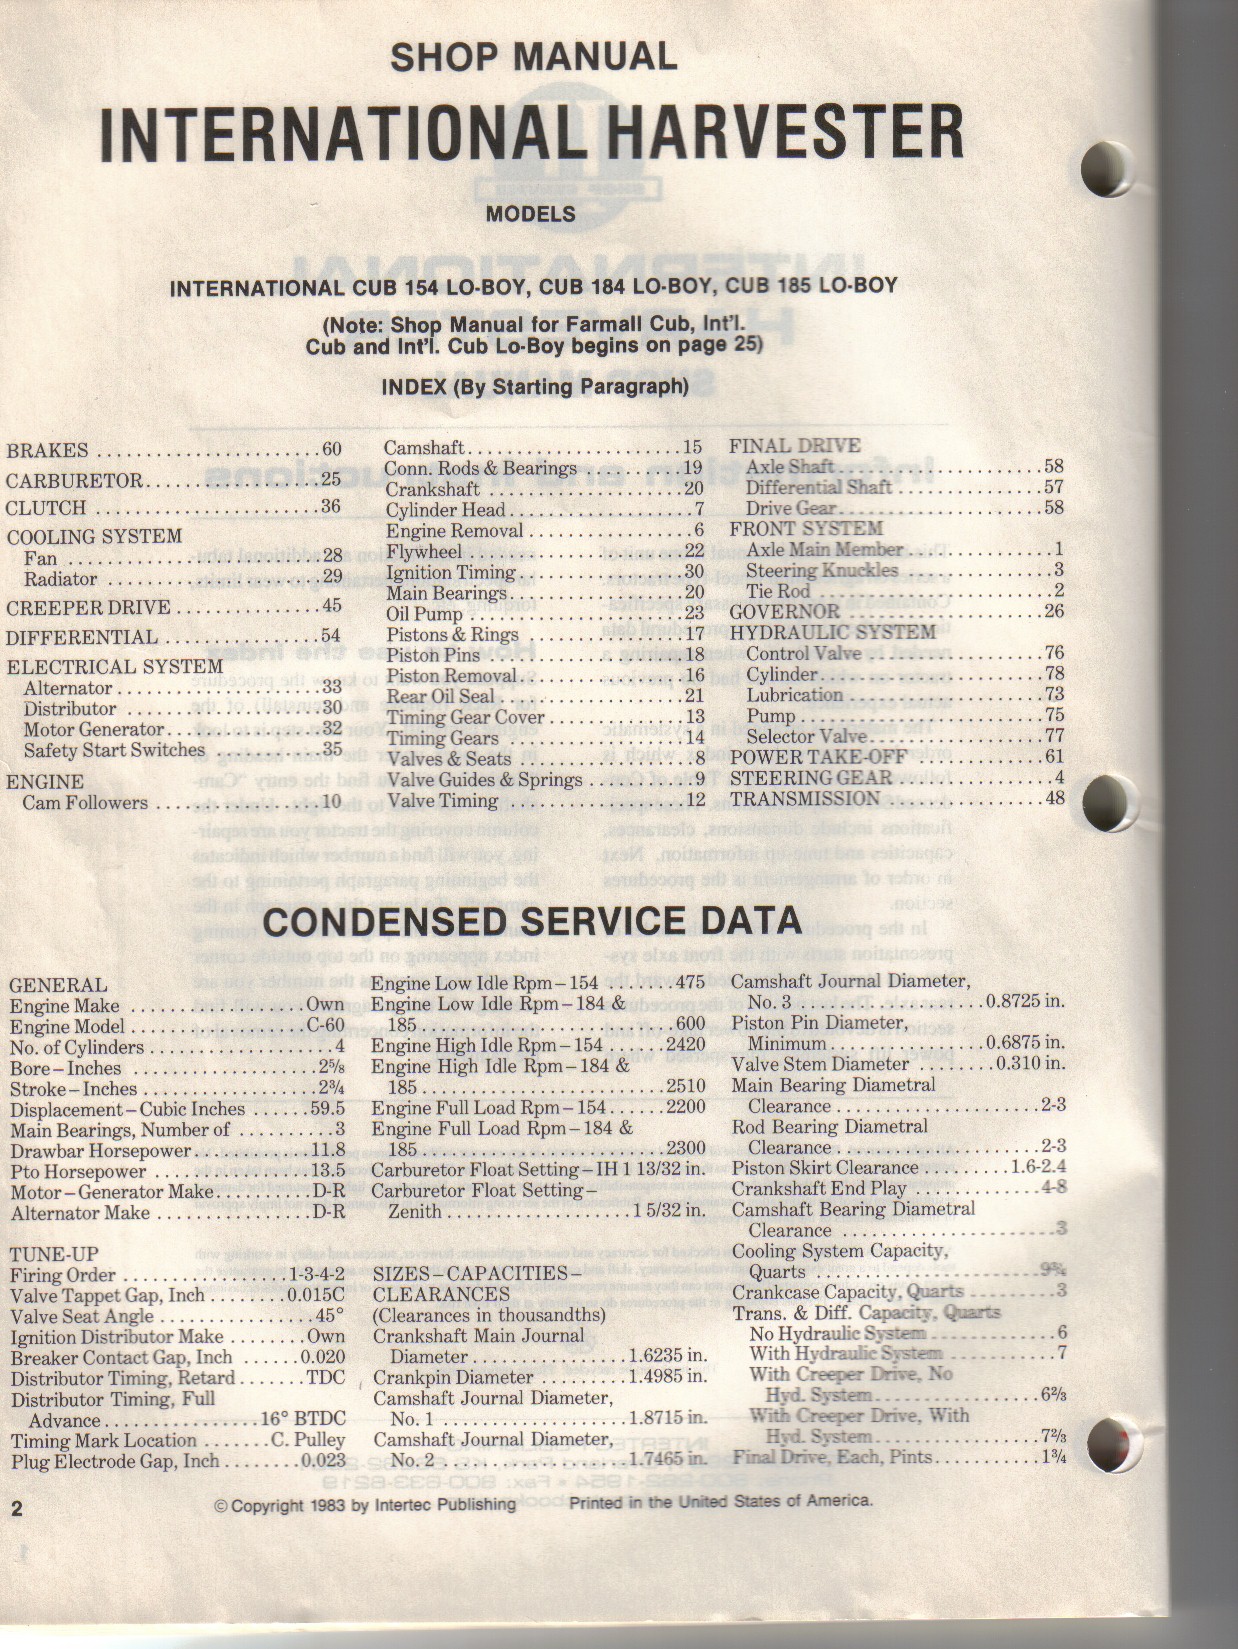 SHOP MANUAL
INTERNATIONAL HARVESTER
MODELS
INTERNATIONAL CUB 154 LO-BOY, CUB 184 LO-BOY, CUB 185 LO-BOY
(Note: Shop Manual for Farmall Cub, Int'l.
Cub and Int'l. Cub Lo-Boy begins on page 25)
INDEX (By Starting Paragraph)
BRAKES ....................... 60
CARBURETOR .................. 25
CLUTCH ....................... 36
COOLING SYSTEM
Fan .......................... 28
Radiator ...................... 29
CREEPER DRIVE ............... 45
DIFFERENTIAL ................ 54
ELECTRICAL SYSTEM
Alternator ..................... 33
Distributor .................... 30
Motor Generator ................ 32
Safety Start Switches ........... 35
ENGINE
Cam Followers ................. 10
Camshaft ...................... 15
Conn. Rods & Bearings .......... 19
Crankshaft .................... 20
Cylinder Head .................. 7
Engine Removal ................. 6
Flywheel ...................... 22
Ignition Timing ................. 30
Main Bearings .................. 20
Oil Pump ...................... 23
Pistons & Rings ................ 17
Piston Pins .................... 18
Piston Removal ................. 16
Rear Oil Seal ................... 21
Timing Gear Cover .............. 13
Timing Gears ................... 14
Valves & Seats .................. 8
Valve Guides & Springs ........... 9
Valve Timing ................... 12
FINAL DRIVE
Axle Shaft ..................... 58
Differential Shaft ............... 57
Drive Gear ..................... 58
FRONT SYSTEM
Axle Main Member ............... 1
Steering Knuckles ............... 3
Tie Rod ........................ 2
GOVERNOR ..................... 26
HYDRAULIC SYSTEM
Control Valve ................... 76
Cylinder ....................... 78
Lubrication .................... 73
Pump .......................... 75
Selector Valve .................. 77
POWER TAKE-OFF ............... 61
STEERING GEAR ................. 4
TRANSMISSION ................. 48
CONDENSED SERVICE DATA
GENERAL
Engine Make .................. Own
Engine Model ................. C-60
No. of Cylinders ................. 4
Bore–Inches .................. 2⅝
Stroke–Inches ................. 2¾
Displacement–Cubic Inches ...... 59.5
Main Bearings, Number of .......... 3
Drawbar Horsepower ............ 11.8
Pto Horsepower ................ 13.5
Motor–Generator Make .......... D-R
Alternator Make ................ D-R
TUNE-UP
Firing Order ................. 1-3-4-2
Valve Tappet Gap, Inch ........ 0.015C
Valve Seat Angle ................ 45°
Ignition Distributor Make ........ Own
Breaker Contact Gap, Inch ...... 0.020
Distributor Timing, Retard ....... TDC
Distributor Timing, Full
Advance ................ 16° BTDC
Timing Mark Location ....... C. Pulley
Plug Electrode Gap, Inch ........ 0.023
Engine Low Idle Rpm–154 ........ 475
Engine Low Idle Rpm–184 &
185 .......................... 600
Engine High Idle Rpm–154 ...... 2420
Engine High Idle Rpm–184 &
185 ......................... 2510
Engine Full Load Rpm–154 ...... 2200
Engine Full Load Rpm–184 &
185 ......................... 2300
Carburetor Float Setting–IH 1 13/32 in.
Carburetor Float Setting–
Zenith ................... 1 5/32 in.
SIZES–CAPACITIES–
CLEARANCES
(Clearances in thousandths)
Crankshaft Main Journal
Diameter ................ 1.6235 in.
Crankpin Diameter ......... 1.4985 in.
Camshaft Journal Diameter,
No. 1 ................... 1.8715 in.
Camshaft Journal Diameter,
No. 2 ................... 1.7465 in.
Camshaft Journal Diameter,
No. 3 ................... 0.8725 in.
Piston Pin Diameter,
Minimum ................ 0.6875 in.
Valve Stem Diameter ........ 0.310 in.
Main Bearing Diametral
Clearance ..................... 2-3
Rod Bearing Diametral
Clearance ..................... 2-3
Piston Skirt Clearance ......... 1.6-2.4
Crankshaft End Play ............. 4-8
Camshaft Bearing Diametral
Clearance ...................... 3
Cooling System Capacity,
Quarts ....................... 9¾
Crankcase Capacity, Quarts ......... 3
Trans. & Diff. Capacity, Quarts
No Hydraulic System ............. 6
With Hydraulic System ........... 7
With Creeper Drive, No
Hyd. System ................. 6⅔
With Creeper Drive, With
Hyd. System ................. 7⅔
Final Drive, Each, Pints ........... 1¾
2
© Copyright 1983 by Intertec Publishing
Printed in the United States of America.